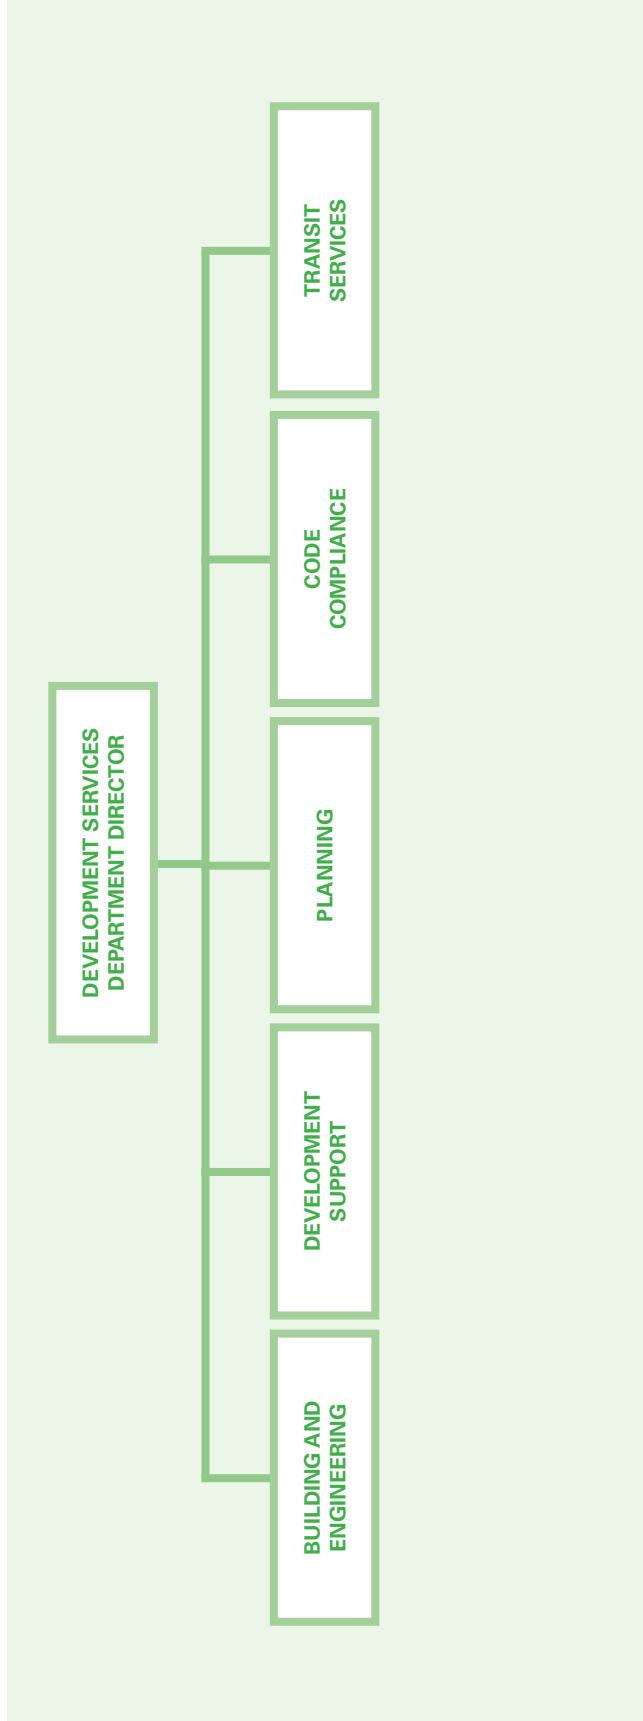 DEVELOPMENT SERVICES
DEPARTMENT DIRECTOR
BUILDING AND
ENGINEERING
DEVELOPMENT
SUPPORT
PLANNING
CODE
COMPLIANCE
TRANSIT
SERVICES